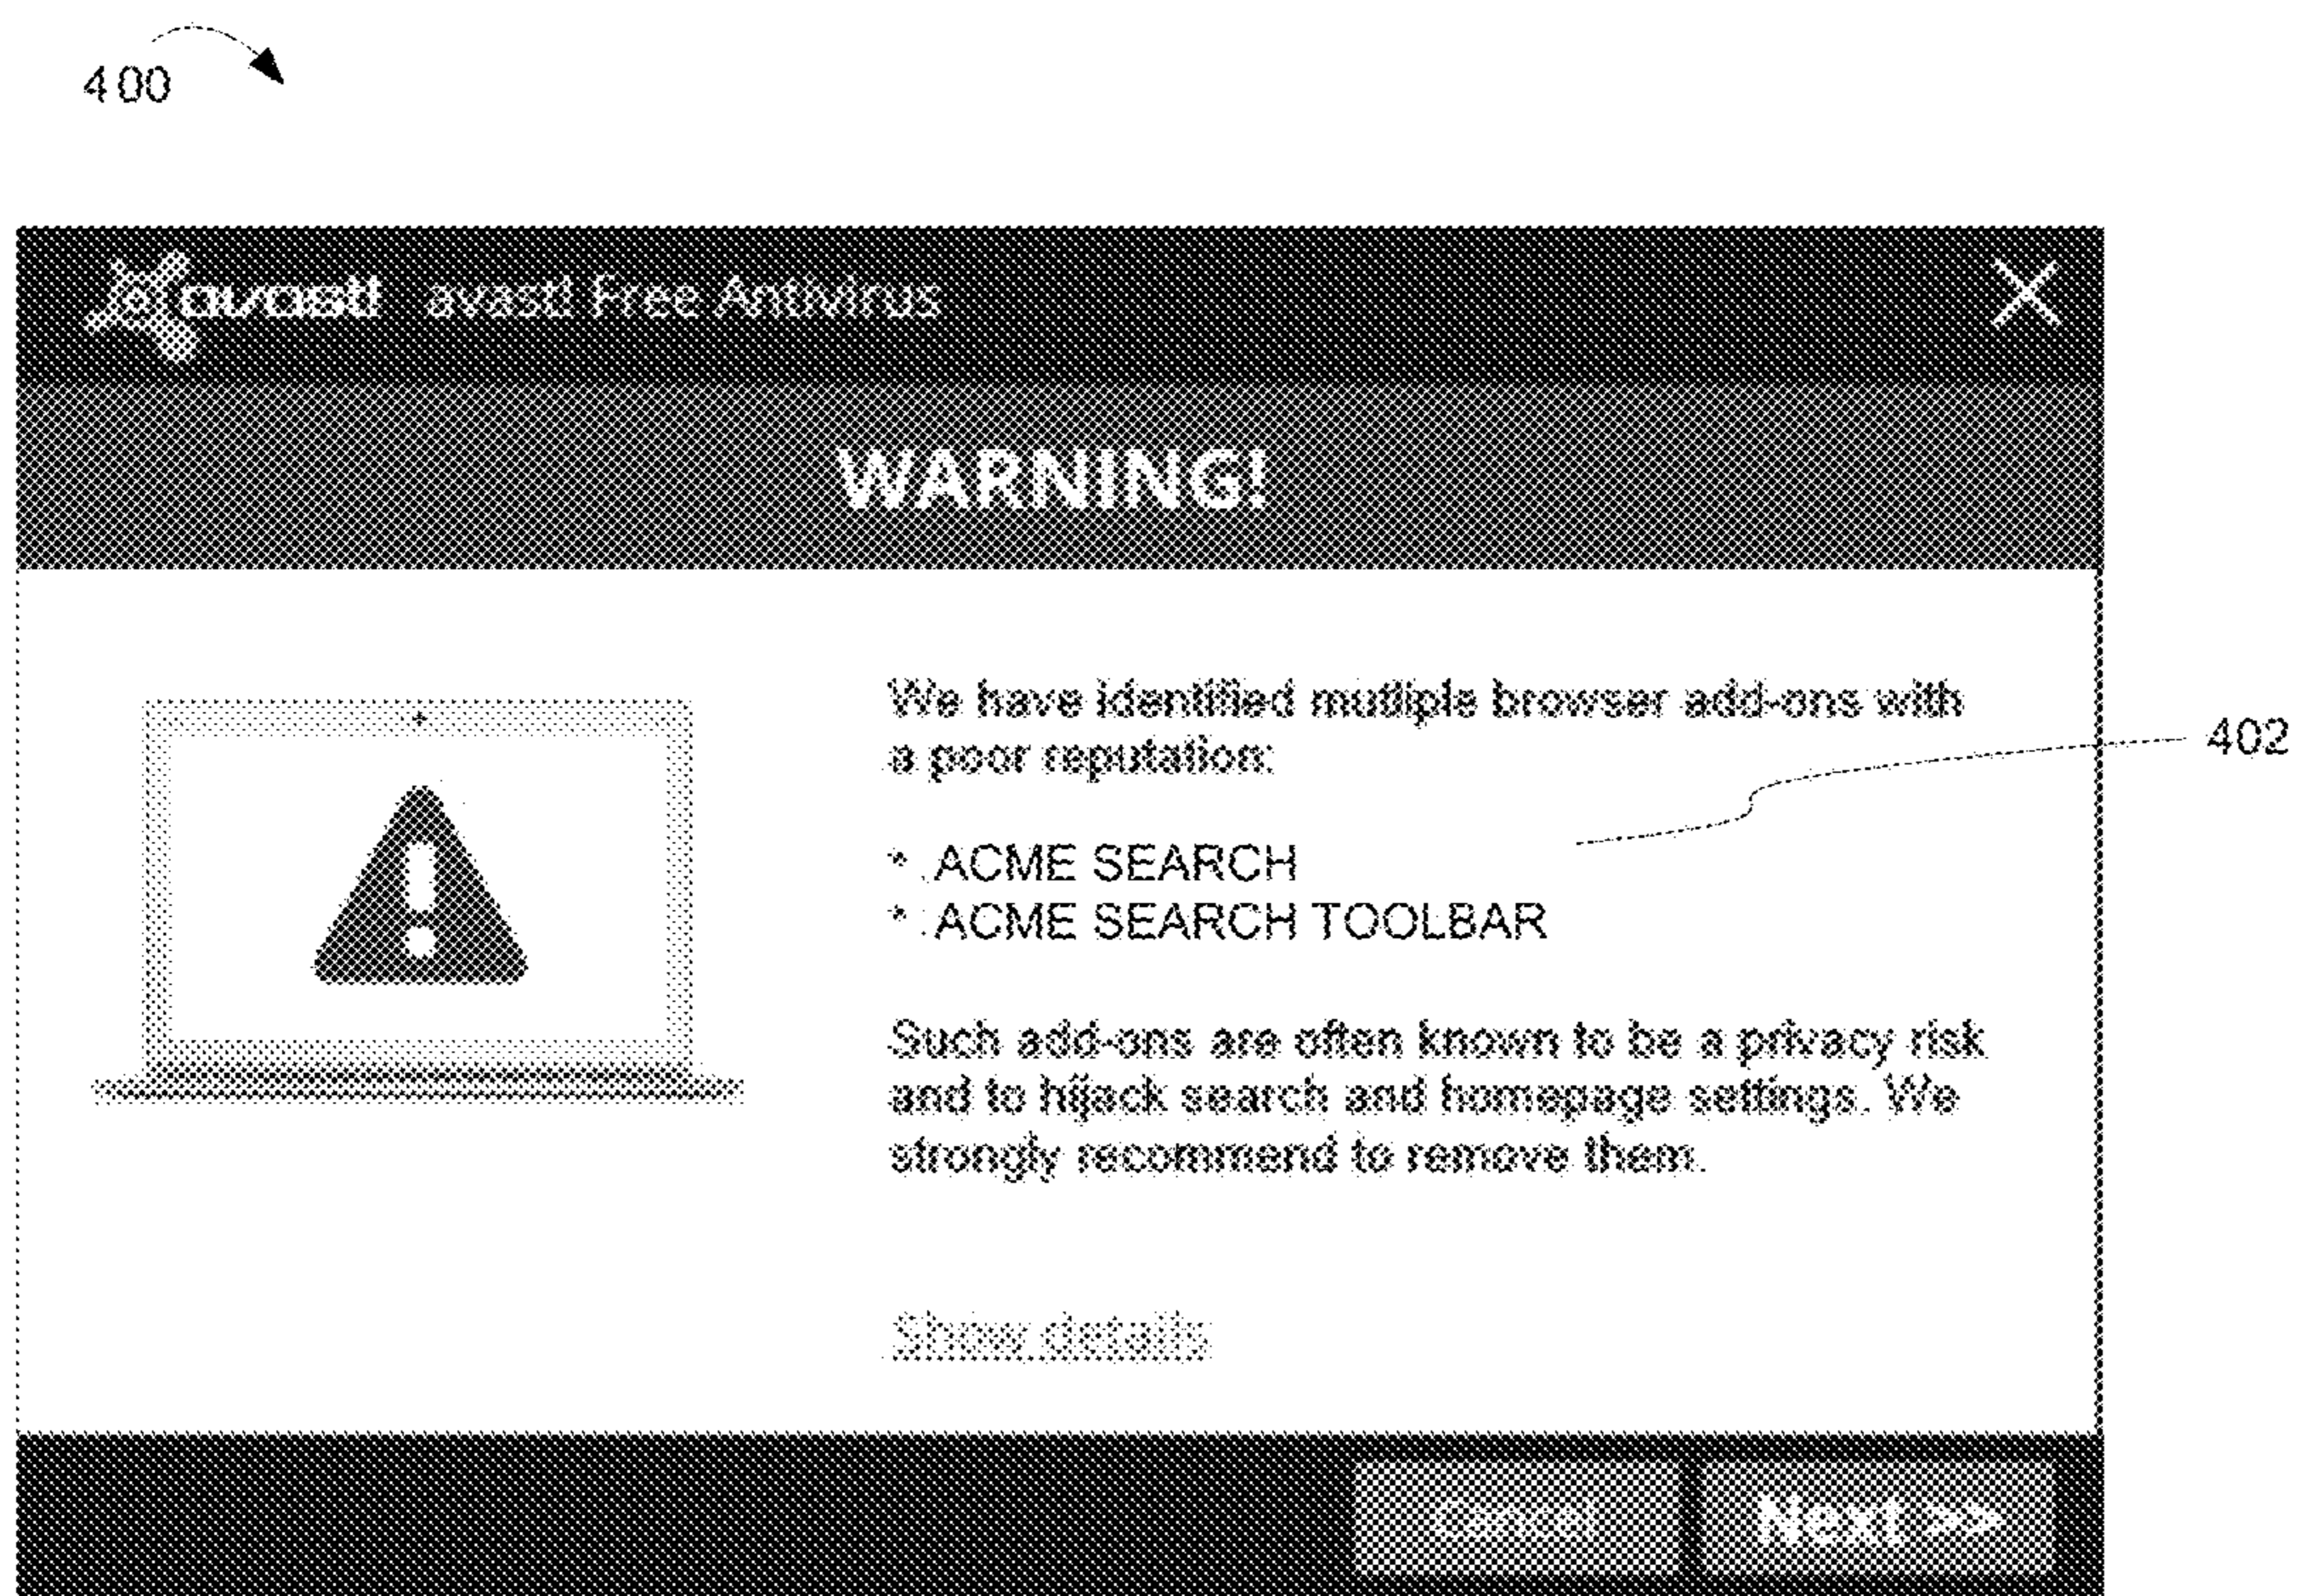 400
avast! avast! Free Antivirus
WARNING!
We have identified mutliple browser add-ons with
a poor reputation:
402
* ACME SEARCH
* ACME SEARCH TOOLBAR
Such add-ons are often known to be a privacy risk
and to hijack search and homepage settings. We
strongly recommend to remove them.
Show details
Cancel Next >>